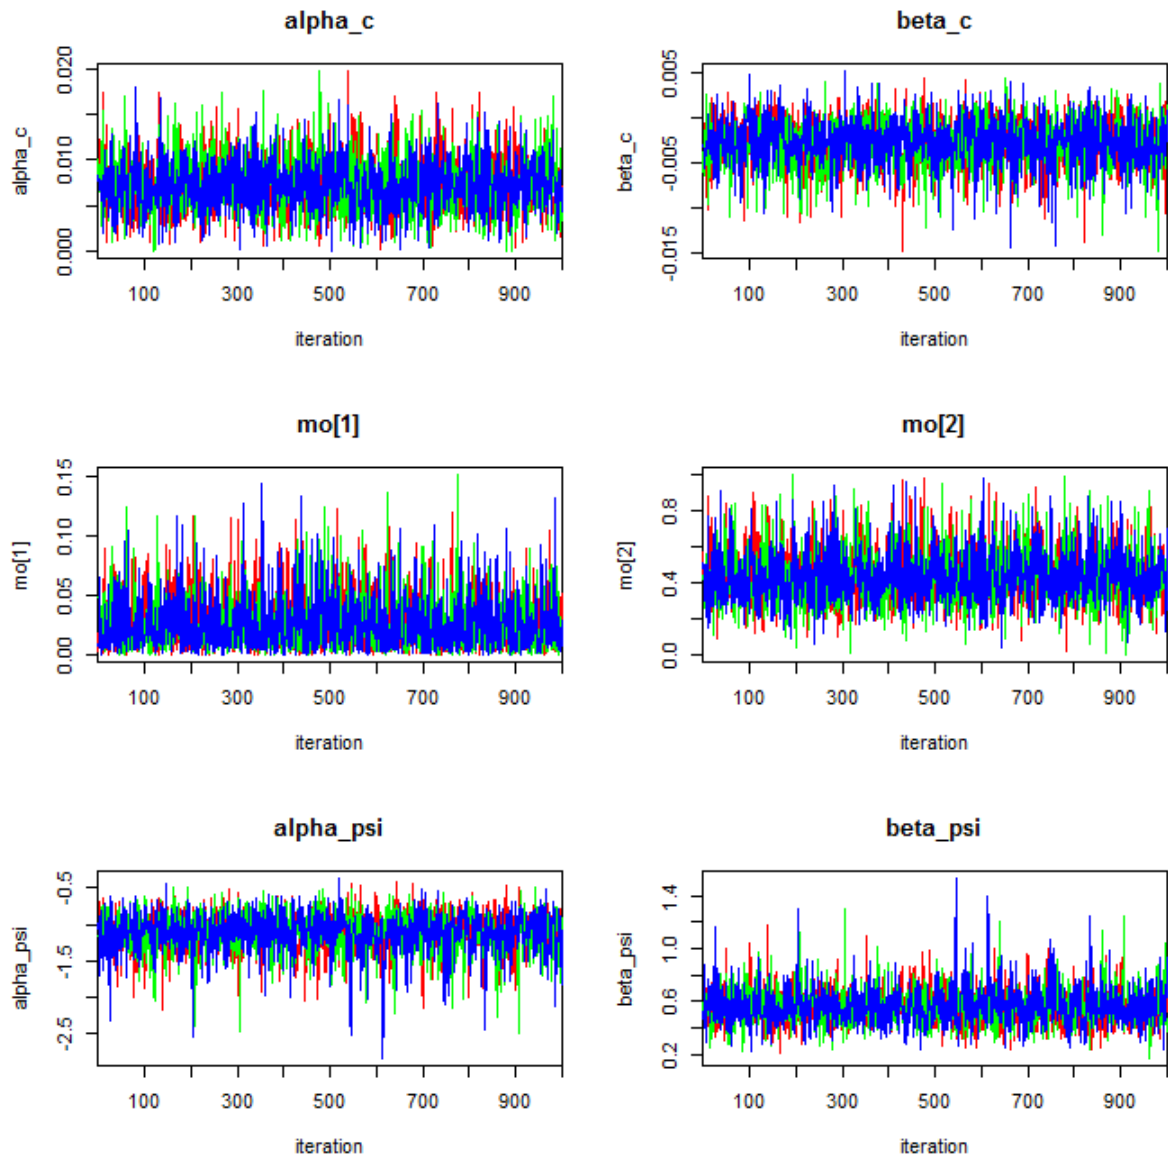 alpha_c
alpha_c
0.000 0.010 0.020
100 300 500 700 900
iteration
beta_c
beta_c
-0.015 -0.005 0.005
100 300 500 700 900
iteration
mo[1]
mo[1]
0.00 0.05 0.10 0.15
100 300 500 700 900
iteration
mo[2]
mo[2]
0.0 0.4 0.8
100 300 500 700 900
iteration
alpha_psi
alpha_psi
-2.5 -1.5 -0.5
100 300 500 700 900
iteration
beta_psi
beta_psi
0.2 0.6 1.0 1.4
100 300 500 700 900
iteration